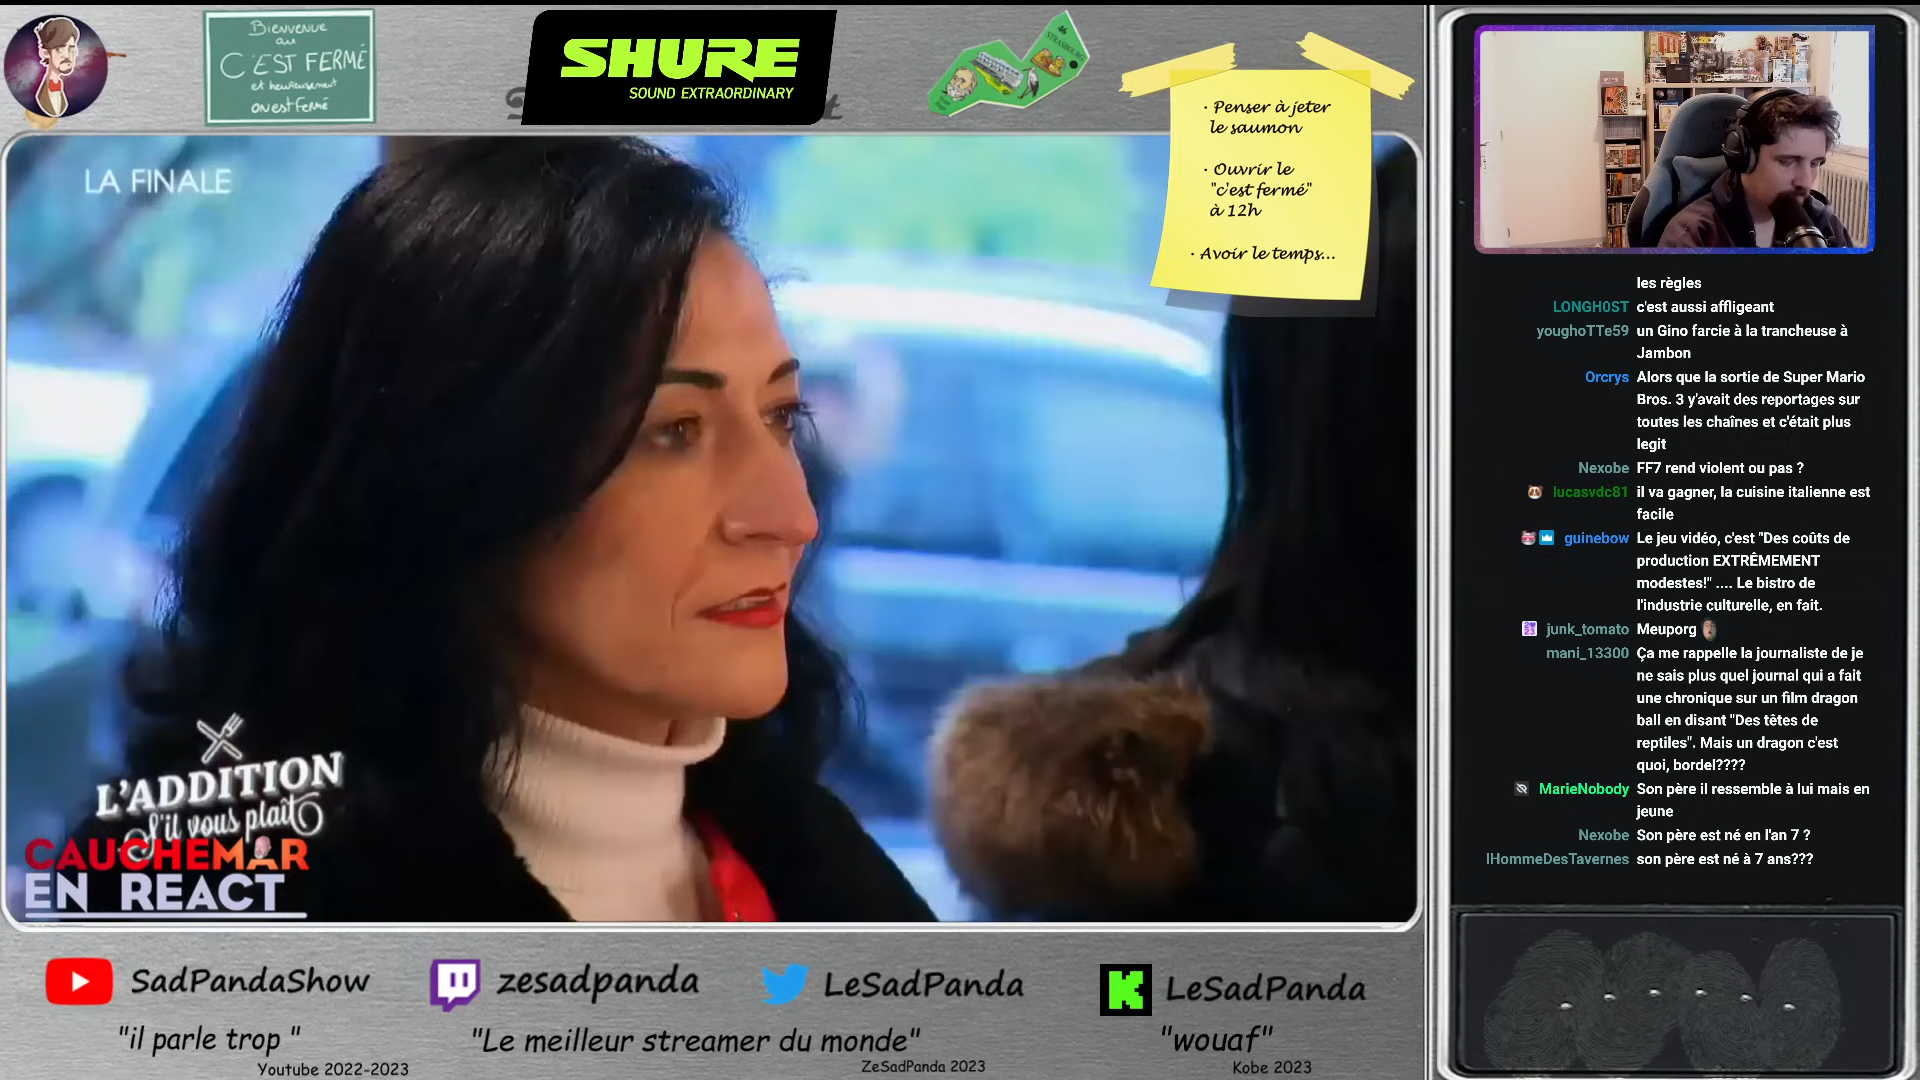 Bienvenue
au
C'EST FERMÉ
et heureusement
on est fermé
SHURE
SOUND EXTRAORDINARY
46
STRASBOURG
• Penser à jeter
le saumon
• Ouvrir le
"c'est fermé"
à 12h
• Avoir le temps...
LA FINALE
L'ADDITION
S'il vous plaît
CAUCHEMAR
EN REACT
les règles
LONGH0ST c'est aussi affligeant
youghoTTe59 un Gino farcie à la trancheuse à
Jambon
Orcrys Alors que la sortie de Super Mario
Bros. 3 y'avait des reportages sur
toutes les chaînes et c'était plus
legit
Nexobe FF7 rend violent ou pas ?
lucasvdc81 il va gagner, la cuisine italienne est
facile
guinebow Le jeu vidéo, c'est "Des coûts de
production EXTRÊMEMENT
modestes!" .... Le bistro de
l'industrie culturelle, en fait.
junk_tomato Meuporg
mani_13300 Ça me rappelle la journaliste de je
ne sais plus quel journal qui a fait
une chronique sur un film dragon
ball en disant "Des têtes de
reptiles". Mais un dragon c'est
quoi, bordel????
MarieNobody Son père il ressemble à lui mais en
jeune
Nexobe Son père est né en l'an 7 ?
lHommeDesTavernes son père est né à 7 ans???
SadPandaShow
"il parle trop "
Youtube 2022-2023
zesadpanda
LeSadPanda
"Le meilleur streamer du monde"
ZeSadPanda 2023
LeSadPanda
"wouaf"
Kobe 2023